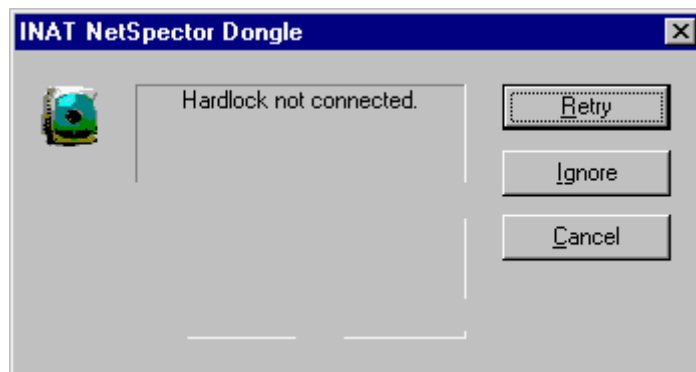 INAT NetSpector Dongle
Hardlock not connected.
Retry
Ignore
Cancel